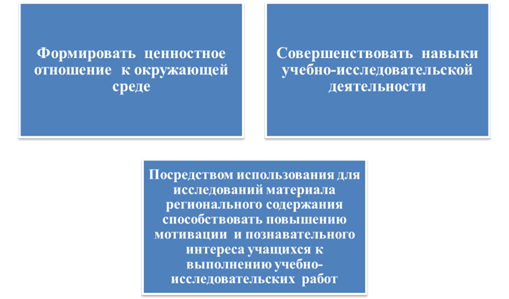 Формировать ценностное
отношение к окружающей
среде
Совершенствовать навыки
учебно-исследовательской
деятельности
Посредством использования для
исследований материала
регионального содержания
способствовать повышению
мотивации и познавательного
интереса учащихся к
выполнению учебно-
исследовательских работ